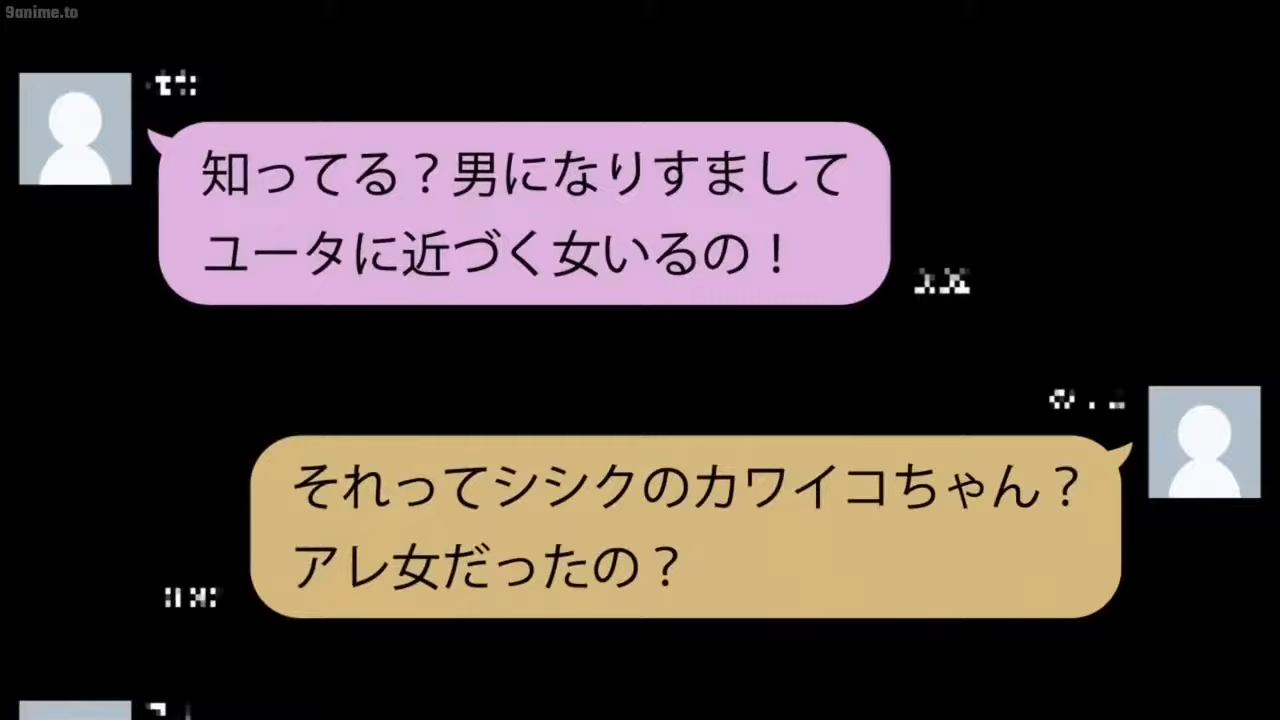 9anime.to
知ってる？男になりすまして
ユータに近づく女いるの！
それってシシクのカワイコちゃん？
アレ女だったの？